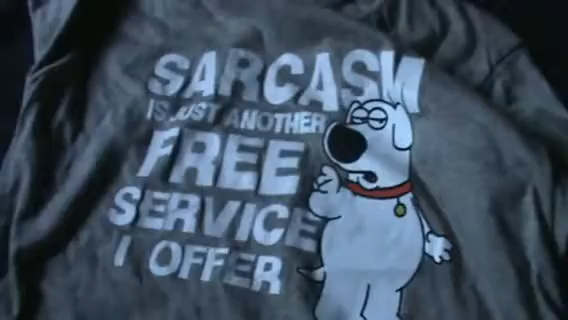 SARCASM
IS JUST ANOTHER
FREE
SERVICE
I OFFER